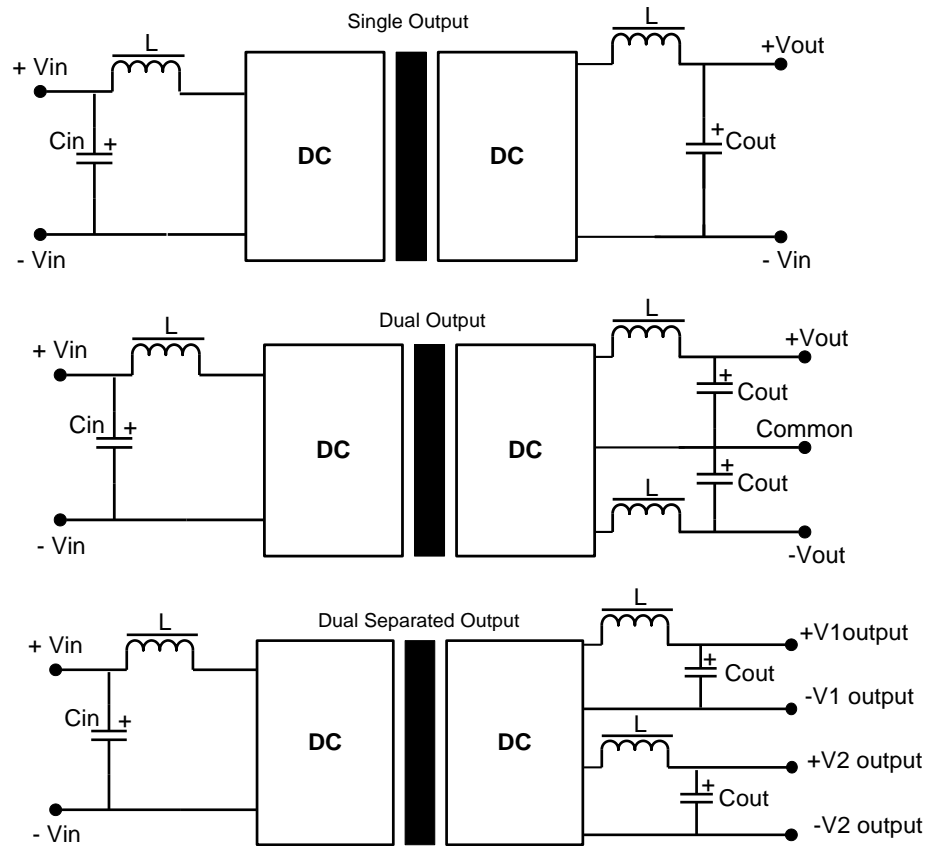 Single Output
L
L
+ Vin
+Vout
Cin
+
+
Cout
DC
DC
- Vin
- Vin
Dual Output
L
L
+ Vin
+Vout
+
Cout
Cin
+
Common
DC
DC
+
Cout
L
- Vin
-Vout
Dual Separated Output
L
L
+ Vin
+V1output
+
Cout
-V1 output
Cin
+
DC
DC
L
+V2 output
+
Cout
- Vin
-V2 output